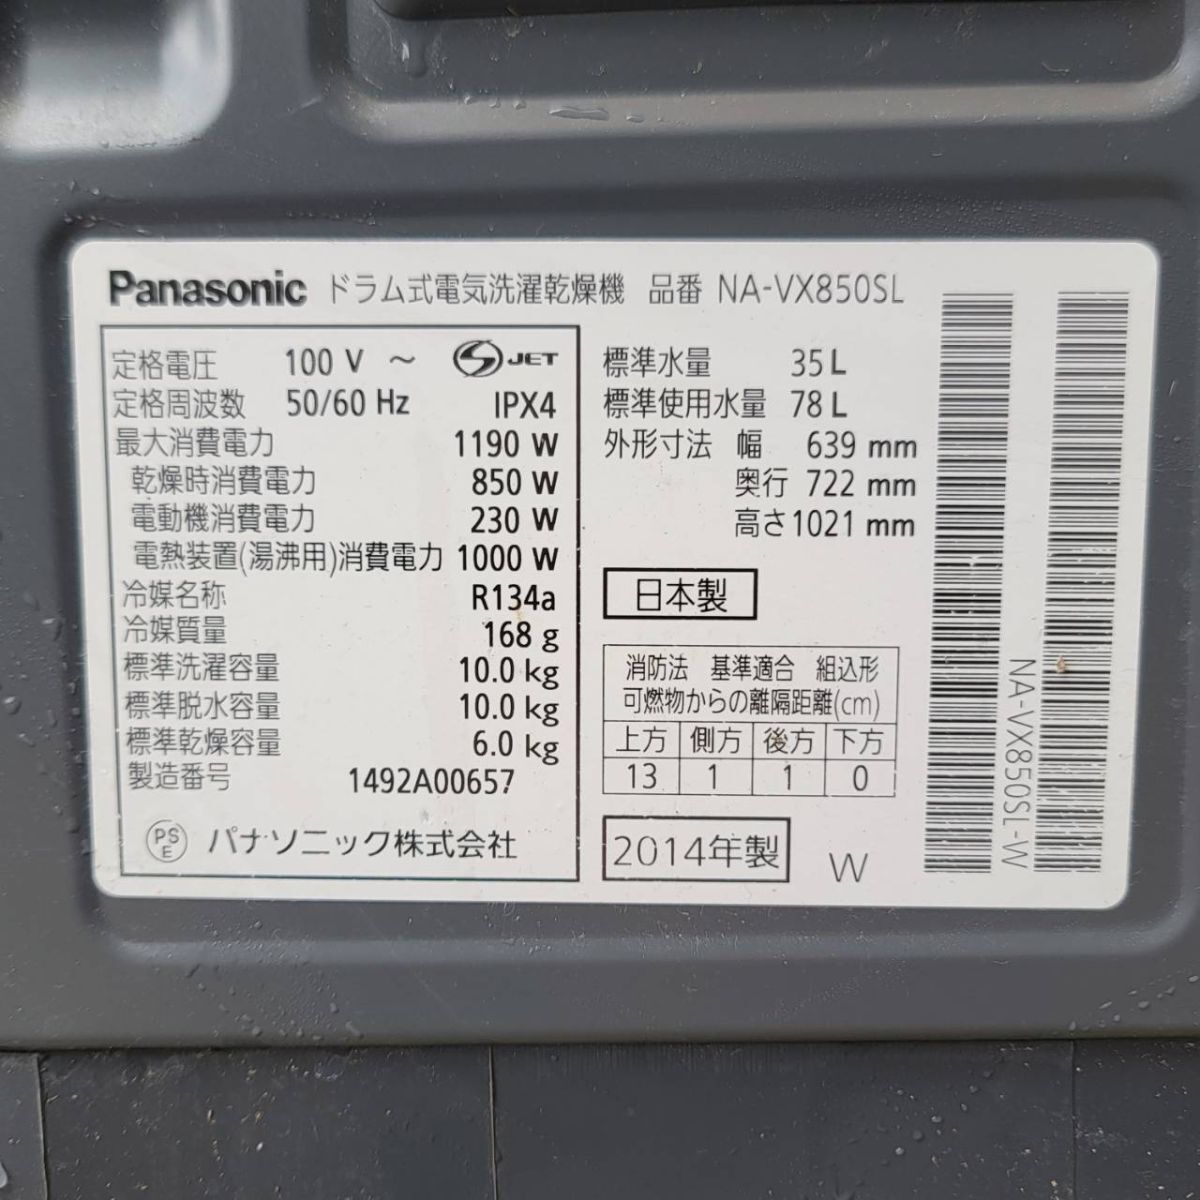 Panasonic ドラム式電気洗濯乾燥機 品番 NA-VX850SL
定格電圧 100 V ～ S JET
定格周波数 50/60 Hz IPX4
最大消費電力 1190 W
乾燥時消費電力 850 W
電動機消費電力 230 W
電熱装置(湯沸用)消費電力 1000 W
冷媒名称 R134a
冷媒質量 168 g
標準洗濯容量 10.0 kg
標準脱水容量 10.0 kg
標準乾燥容量 6.0 kg
製造番号 1492A00657
PSE パナソニック株式会社
標準水量 35 L
標準使用水量 78 L
外形寸法 幅 639 mm
奥行 722 mm
高さ 1021 mm
日本製
消防法 基準適合 組込形
可燃物からの離隔距離(cm)
上方 側方 後方 下方
13 1 1 0
2014年製 W
NA-VX850SL-W